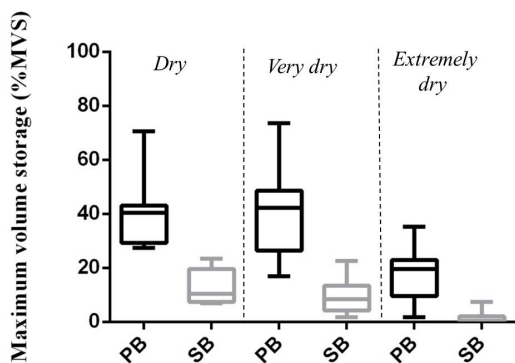 Maximum volume storage (%MVS)
100
80
60
40
20
0
Dry
Very dry
Extremely
dry
PB
SB
PB
SB
PB
SB